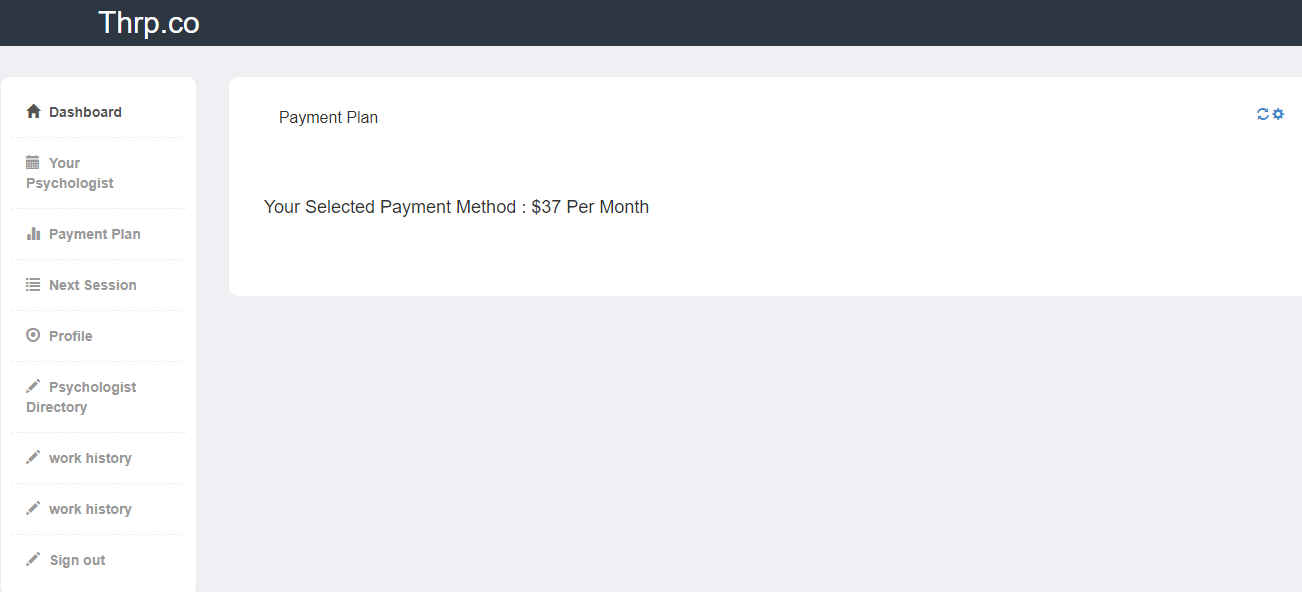 Thrp.co
Dashboard
Your
Psychologist
Payment Plan
Next Session
Profile
Psychologist
Directory
work history
work history
Sign out
Payment Plan
Your Selected Payment Method : $37 Per Month